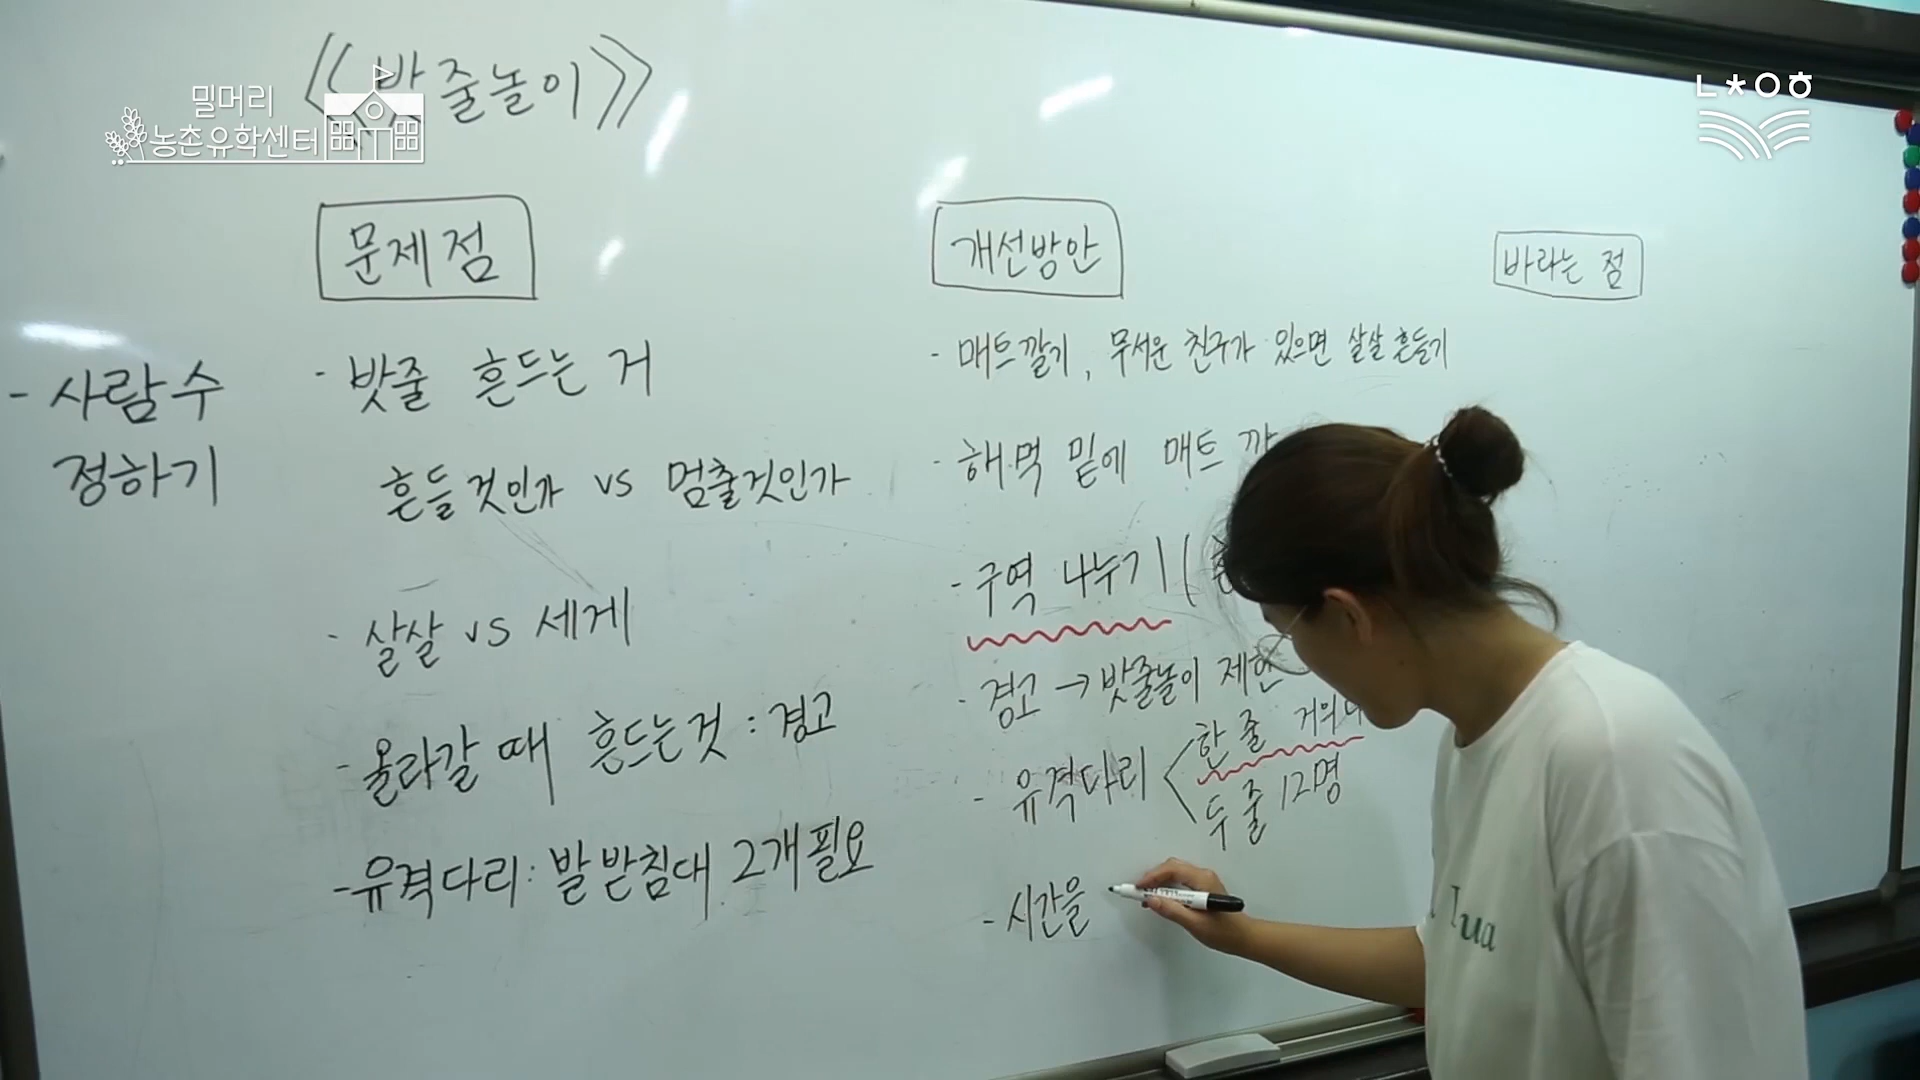 《밧줄놀이》
밀머리
농촌유학센터
ㄴㅊㅇㅎ
문제점
개선방안
바라는 점
- 사람 수
정하기
- 밧줄 흔드는 거
흔들것인가 vs 멈출것인가
- 살살 vs 세게
- 올라갈 때 흔드는것 : 경고
- 유격다리 : 발 받침대 2개 필요
- 매트깔기, 무서운 친구가 있으면 살살 흔들기
- 해먹 밑에 매트
- 구역 나누기 (
- 경고 → 밧줄놀이 제한
- 유격다리 < 한 줄
두 줄 12명
- 시간을